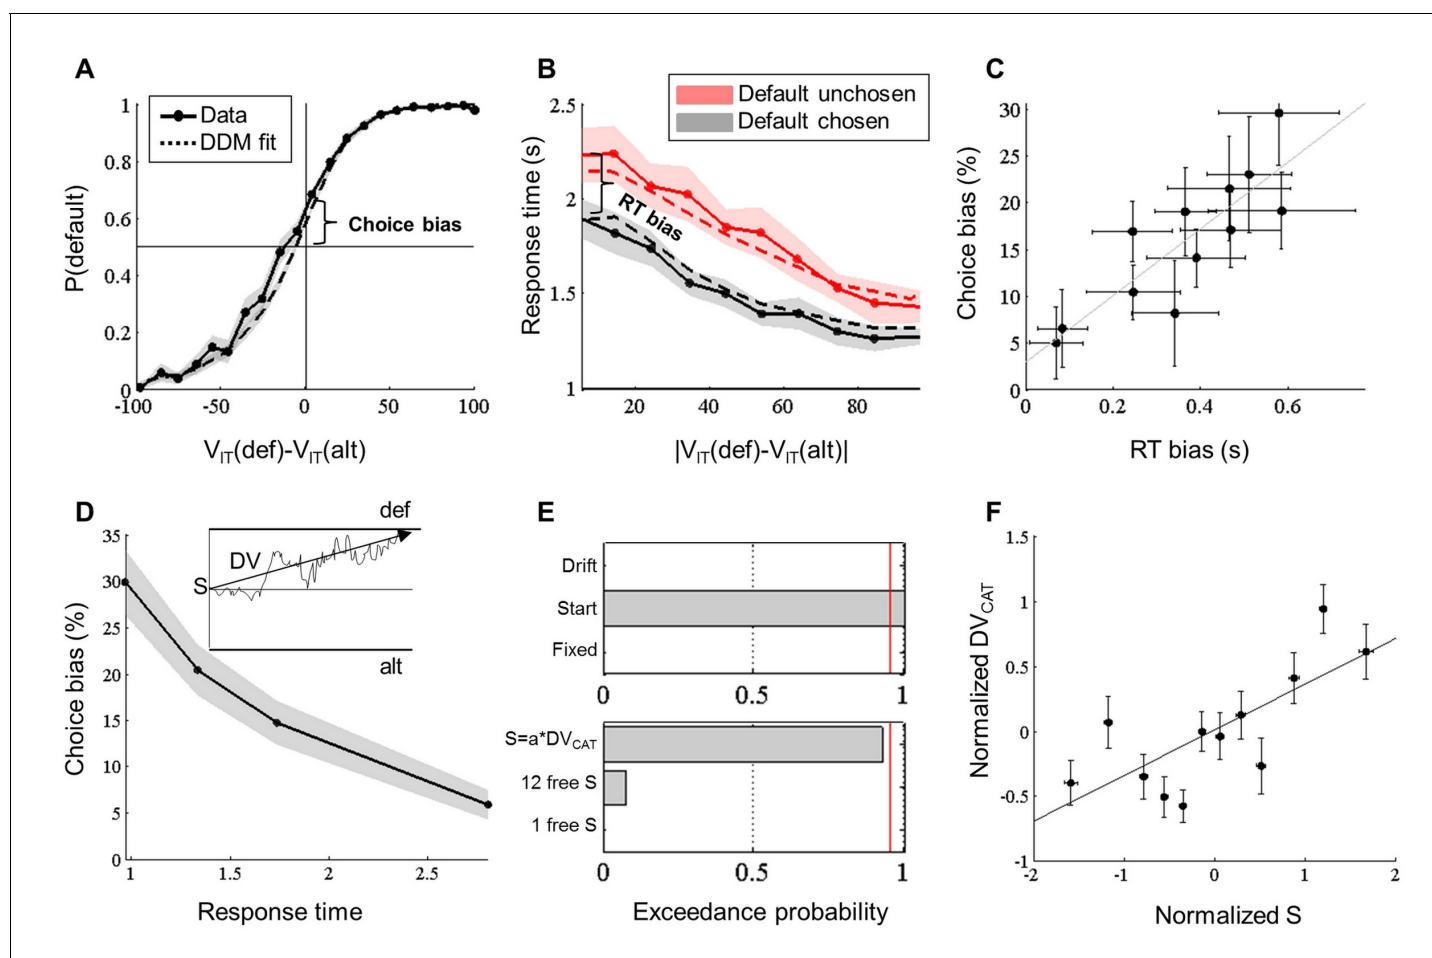 A
Data
DDM fit
Choice bias
P(default)
1
0.8
0.6
0.4
0.2
0
-100
-50
0
50
100
V_IT(def)-V_IT(alt)
B
Default unchosen
Default chosen
RT bias
Response time (s)
2.5
2
1.5
1
20
40
60
80
|V_IT(def)-V_IT(alt)|
C
Choice bias (%)
30
25
20
15
10
5
0
0
0.2
0.4
0.6
RT bias (s)
D
def
DV
S
alt
Choice bias (%)
35
30
25
20
15
10
5
0
1
1.5
2
2.5
Response time
E
Drift
Start
Fixed
0
0.5
1
S=a*DV_CAT
12 free S
1 free S
0
0.5
1
Exceedance probability
F
Normalized DV_CAT
1.5
1
0.5
0
-0.5
-1
-2
-1
0
1
2
Normalized S